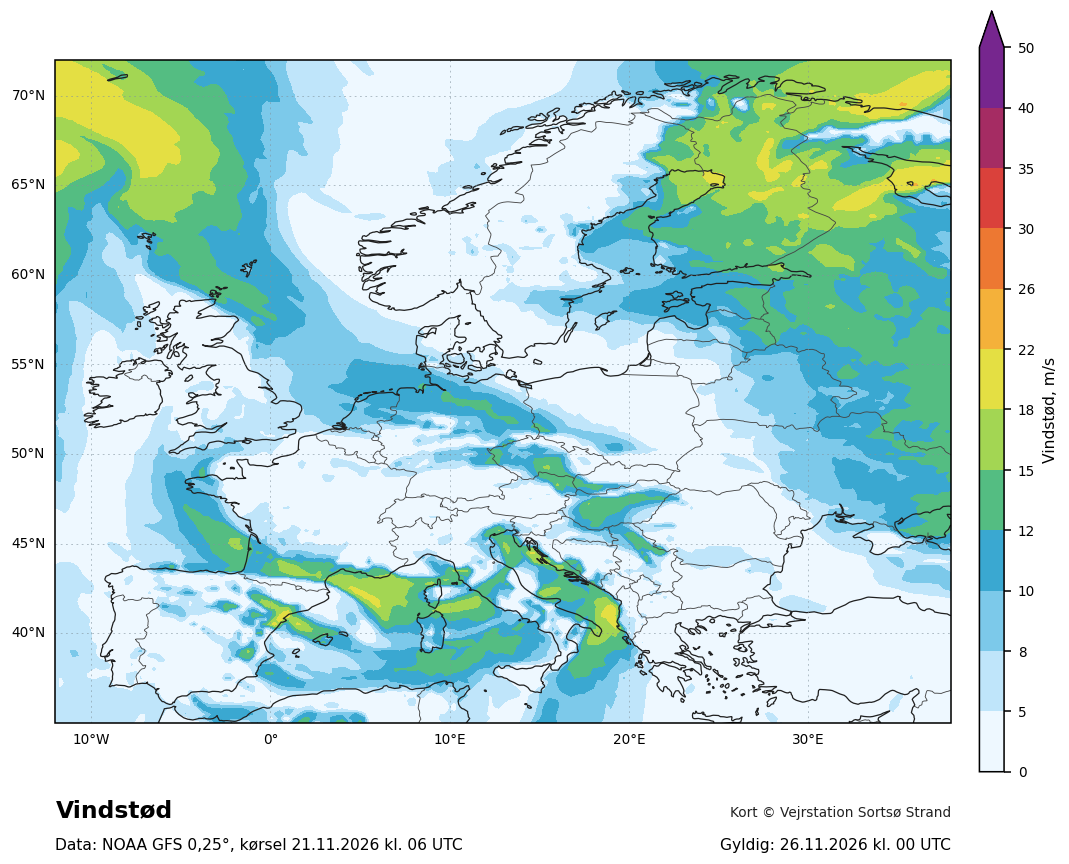 70°N
65°N
60°N
55°N
50°N
45°N
40°N
10°W 0° 10°E 20°E 30°E
50
40
35
30
26
22
18
15
12
10
8
5
0
Vindstød, m/s
Vindstød
Kort © Vejrstation Sortsø Strand
Data: NOAA GFS 0,25°, kørsel 21.11.2026 kl. 06 UTC
Gyldig: 26.11.2026 kl. 00 UTC